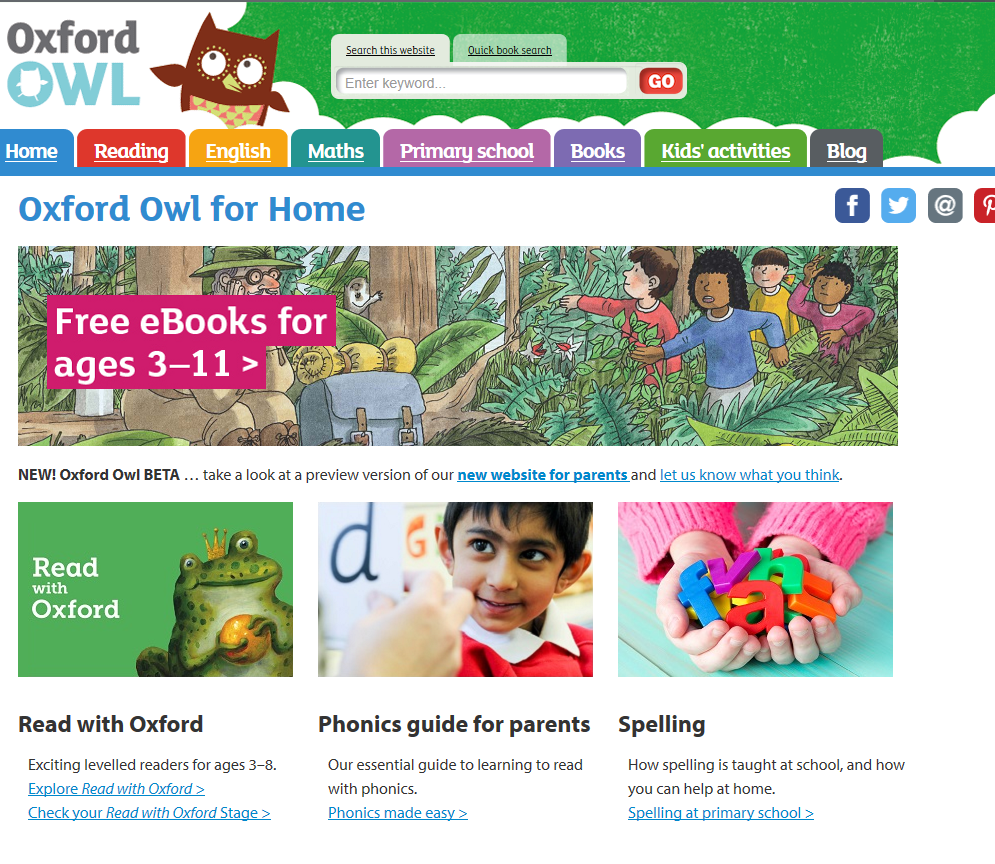 Oxford
OWL
Search this website
Quick book search
Enter keyword...
GO
Home
Reading
English
Maths
Primary school
Books
Kids' activities
Blog
Oxford Owl for Home
Free eBooks for
ages 3–11 >
NEW! Oxford Owl BETA … take a look at a preview version of our new website for parents and let us know what you think.
Read
with
Oxford
d
G
f v n
a
Read with Oxford
Exciting levelled readers for ages 3–8.
Explore Read with Oxford >
Check your Read with Oxford Stage >
Phonics guide for parents
Our essential guide to learning to read
with phonics.
Phonics made easy >
Spelling
How spelling is taught at school, and how
you can help at home.
Spelling at primary school >